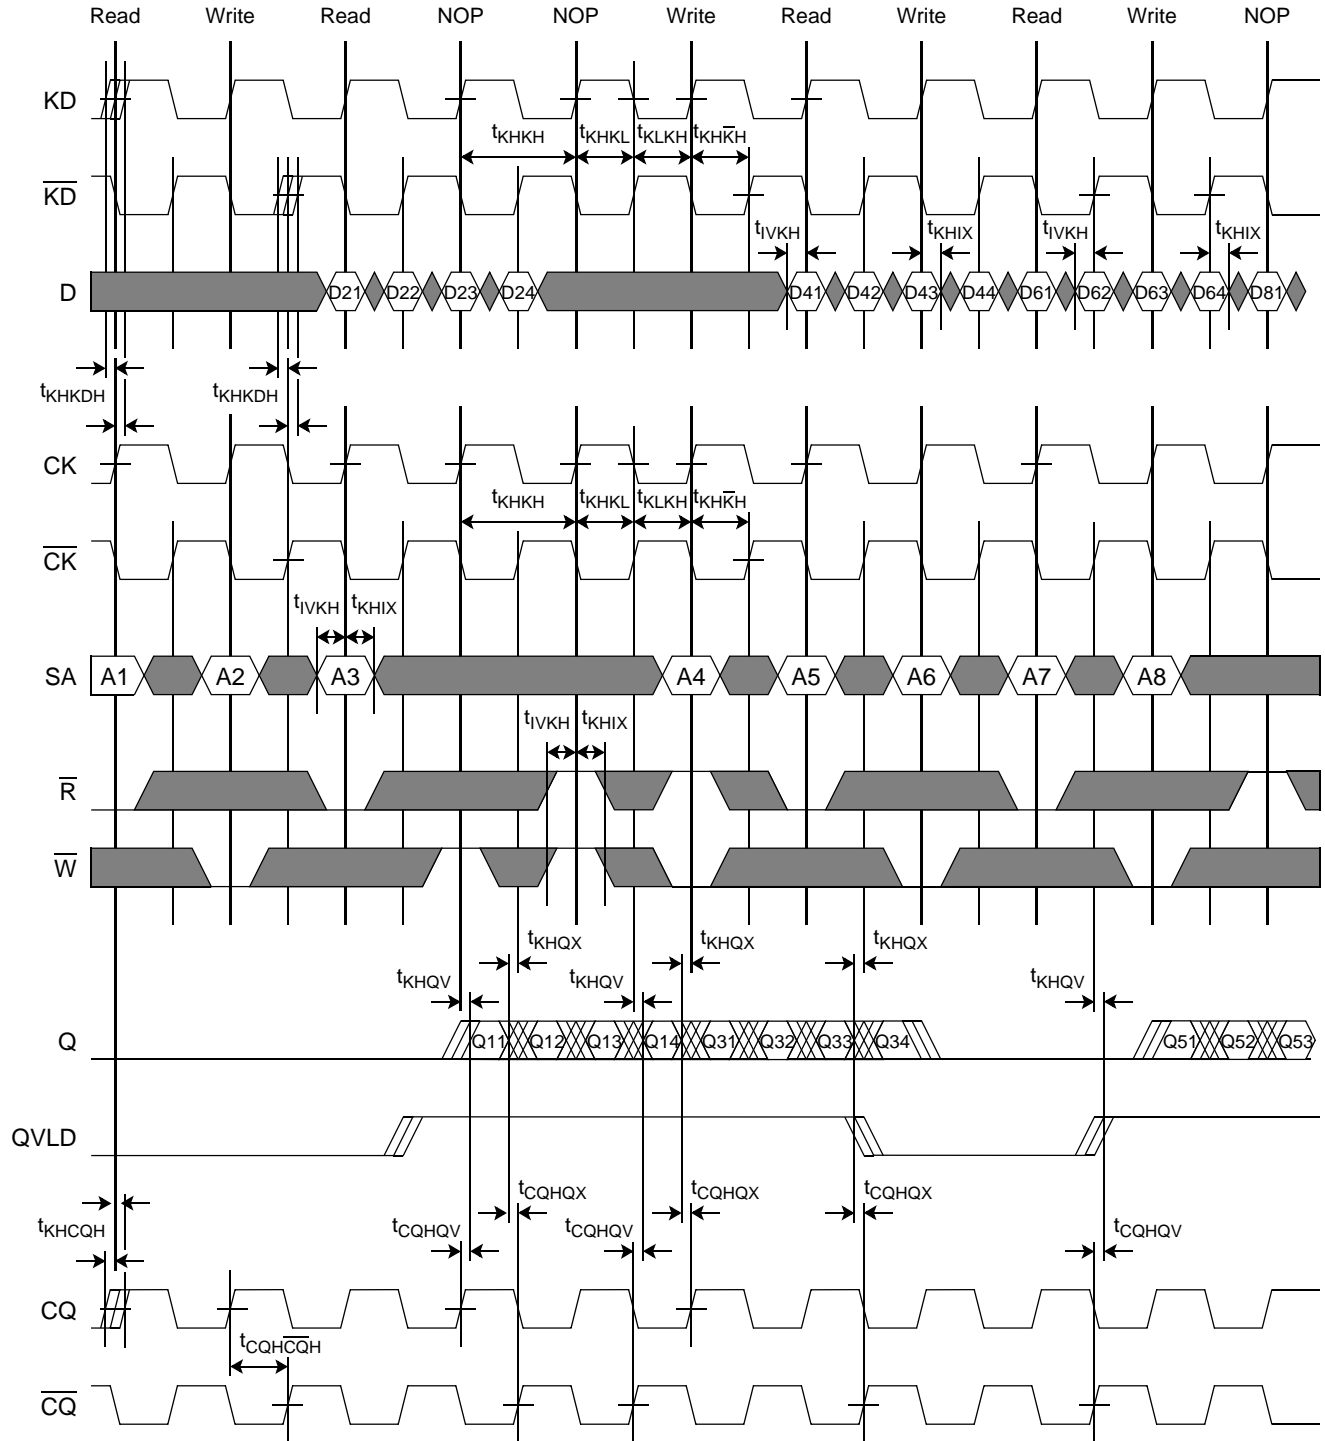 Read Write Read NOP NOP Write Read Write Read Write NOP
KD
tKHKH tKHKL tKLKH tKHK̅H
K̅D̅
tIVKH tKHIX tIVKH tKHIX
D D21 D22 D23 D24 D41 D42 D43 D44 D61 D62 D63 D64 D81
tKHKDH tKHKDH
CK
tKHKH tKHKL tKLKH tKHK̅H
C̅K̅
tIVKH tKHIX
SA A1 A2 A3 A4 A5 A6 A7 A8
tIVKH tKHIX
R̅
W̅
tKHQX tKHQX tKHQX
tKHQV tKHQV tKHQV
Q Q11 Q12 Q13 Q14 Q31 Q32 Q33 Q34 Q51 Q52 Q53
QVLD
tCQHQX tCQHQX tCQHQX
tKHCQH tCQHQV tCQHQV tCQHQV
CQ
tCQHC̅Q̅H
C̅Q̅